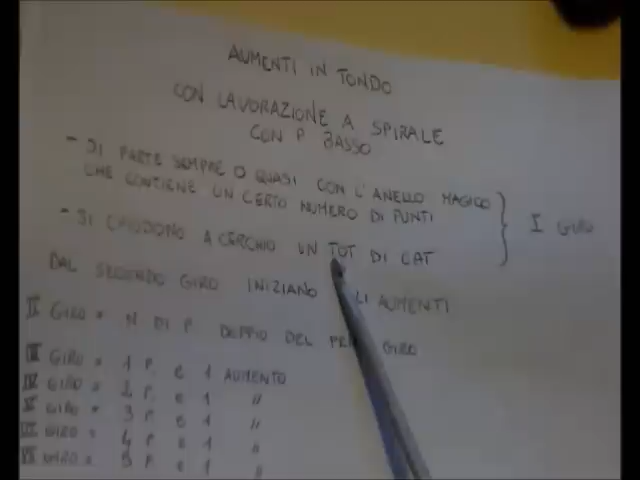 AUMENTI IN TONDO
CON LAVORAZIONE A SPIRALE
CON P BASSO
- SI PARTE SEMPRE O QUASI CON L'ANELLO MAGICO
CHE CONTIENE UN CERTO NUMERO DI PUNTI
I GIRO
- SI CHIUDONO A CERCHIO UN TOT DI CAT
DAL SECONDO GIRO INIZIANO LI AUMENTI
II GIRO = N DI P. DOPPIO DEL PRI GIRO
III GIRO = 1 P. E 1 AUMENTO
IV GIRO = 2 P. E 1 "
V GIRO = 3 P E 1 "
VI GIRO = 4 P E 1 "
VII GIRO = 5 P. E 1 "